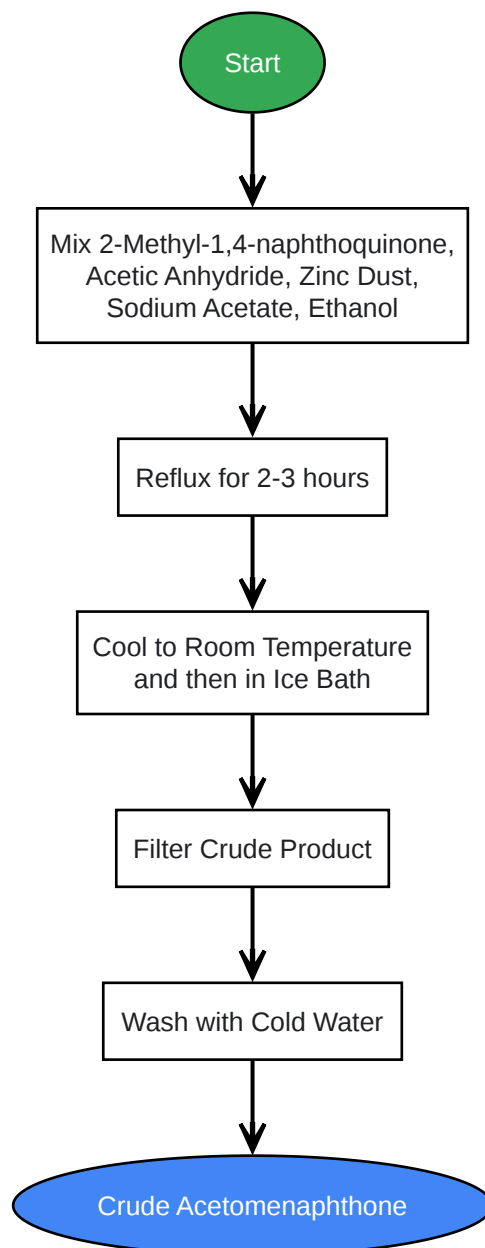 Start
Mix 2-Methyl-1,4-naphthoquinone,
Acetic Anhydride, Zinc Dust,
Sodium Acetate, Ethanol
Reflux for 2-3 hours
Cool to Room Temperature
and then in Ice Bath
Filter Crude Product
Wash with Cold Water
Crude Acetomenaphthone